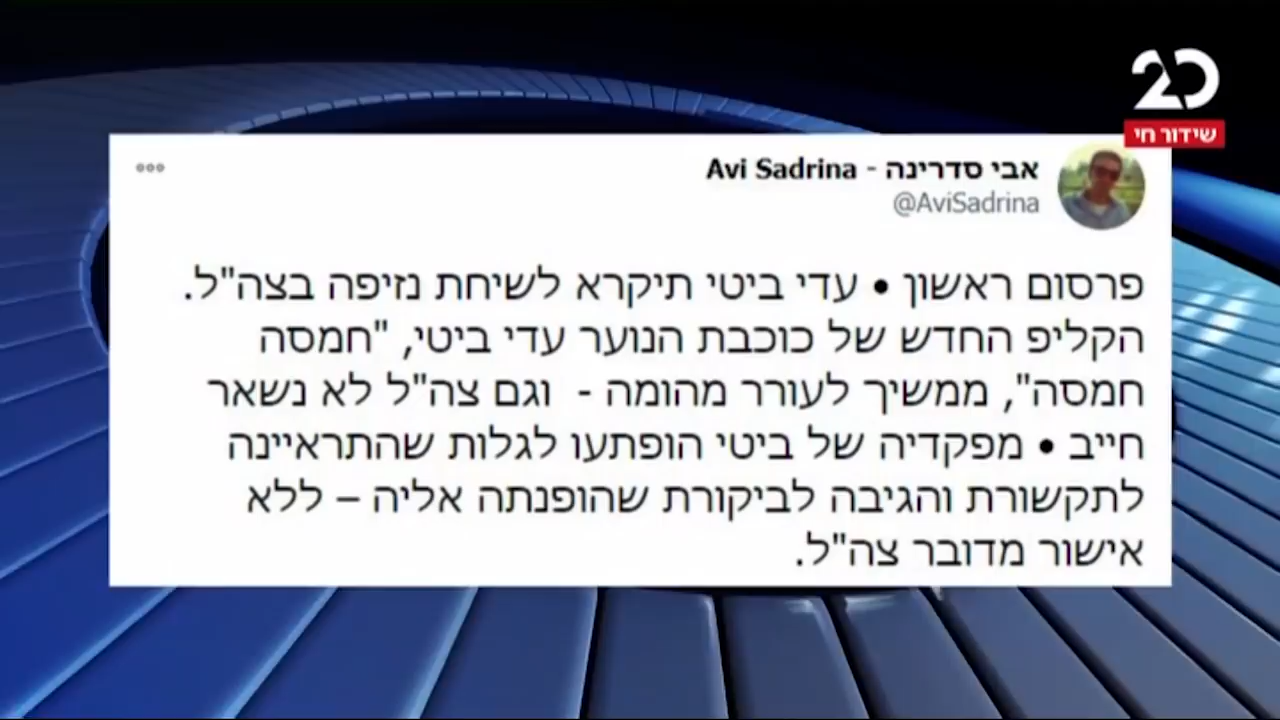 20
שידור חי
אבי סדרינה - Avi Sadrina
@AviSadrina
פרסום ראשון • עדי ביטי תיקרא לשיחת נזיפה בצה"ל.
הקליפ החדש של כוכבת הנוער עדי ביטי, "חמסה
חמסה", ממשיך לעורר מהומה - וגם צה"ל לא נשאר
חייב • מפקדיה של ביטי הופתעו לגלות שהתראיינה
לתקשורת והגיבה לביקורת שהופנתה אליה – ללא
אישור מדובר צה"ל.